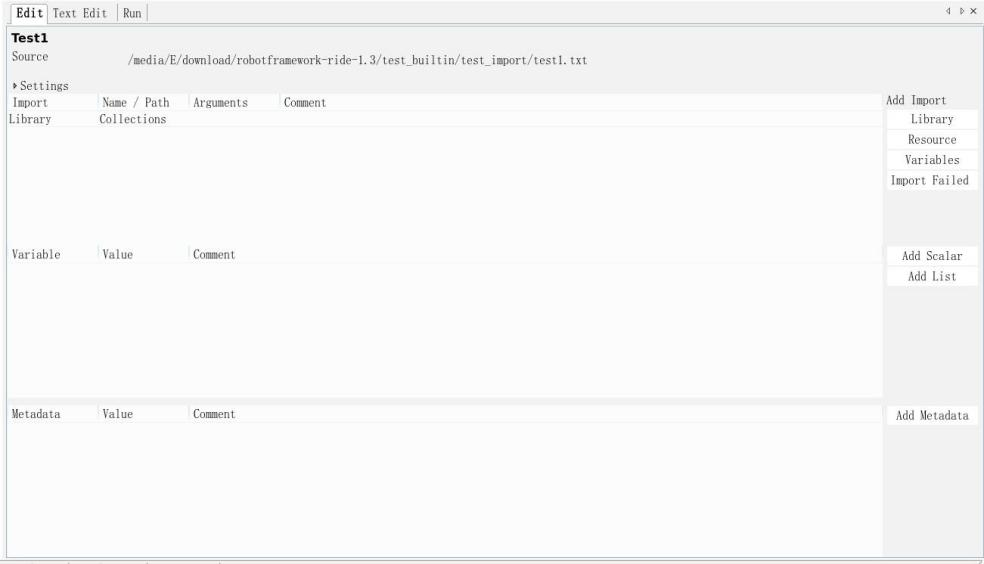 Edit Text Edit Run
Test1
Source /media/E/download/robotframework-ride-1.3/test_builtin/test_import/test1.txt
Settings
Import Name / Path Arguments Comment Add Import
Library Collections Library
Resource
Variables
Import Failed
Variable Value Comment Add Scalar
Add List
Metadata Value Comment Add Metadata